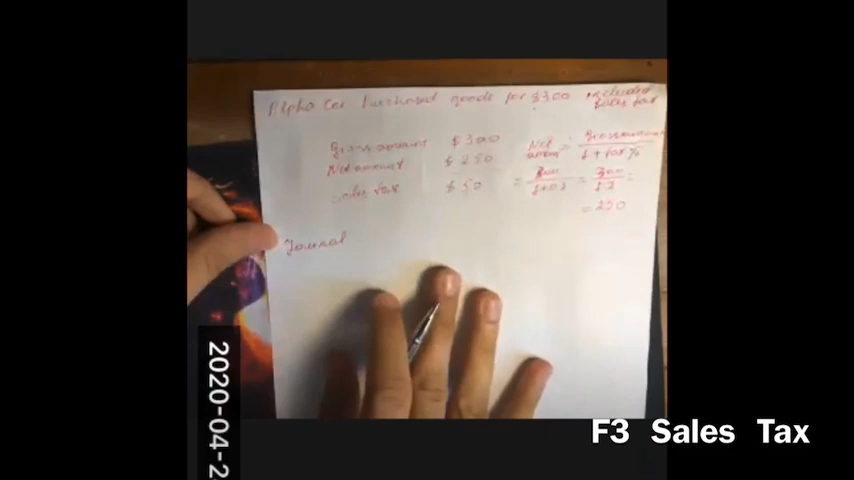 Alpha Co. Purchased goods for $300 included
Sales tax
Gross amount $300
Net amount $250
Sales tax $50
Net amount = Gross amount
1 + tax %
= 300 = 300 =
1+0.2 1.2
= 250
Journal
2020-04-2
F3 Sales Tax